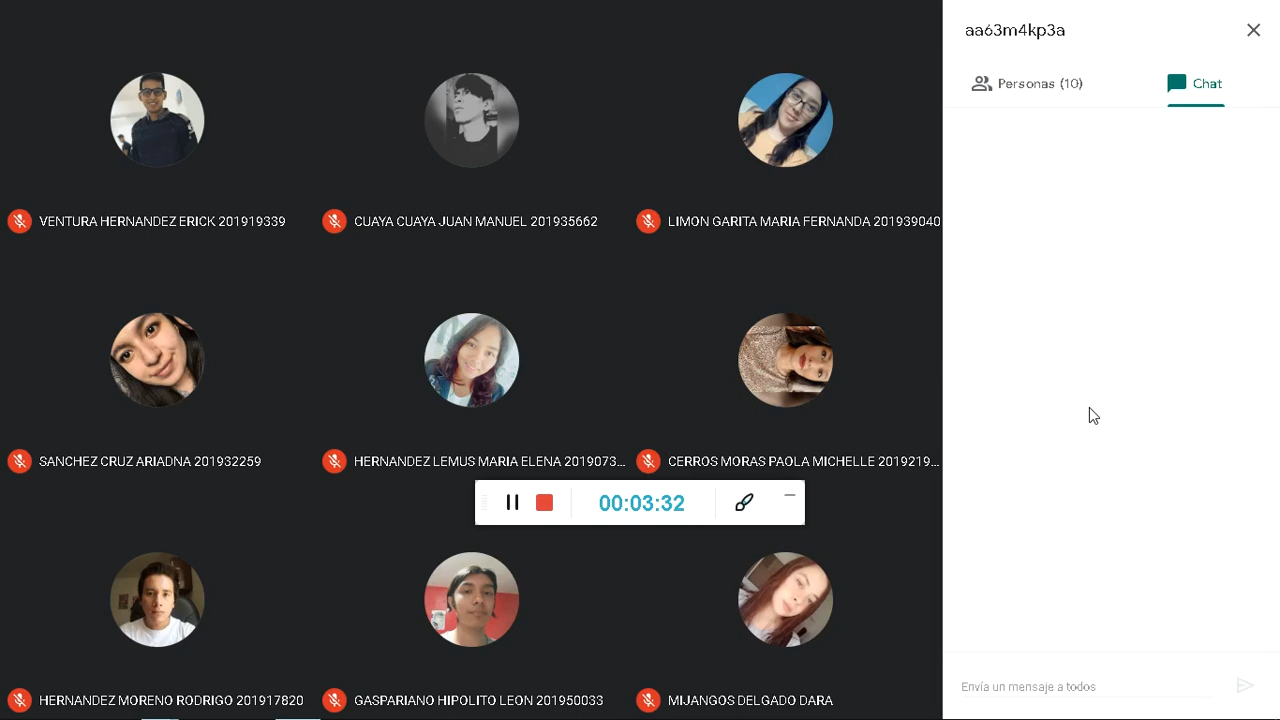 aa63m4kp3a
Personas (10)
Chat
VENTURA HERNANDEZ ERICK 201919339
CUAYA CUAYA JUAN MANUEL 201935662
LIMON GARITA MARIA FERNANDA 201939040
SANCHEZ CRUZ ARIADNA 201932259
HERNANDEZ LEMUS MARIA ELENA 2019073...
CERROS MORAS PAOLA MICHELLE 2019219...
00:03:32
HERNANDEZ MORENO RODRIGO 201917820
GASPARIANO HIPOLITO LEON 201950033
MIJANGOS DELGADO DARA
Envía un mensaje a todos